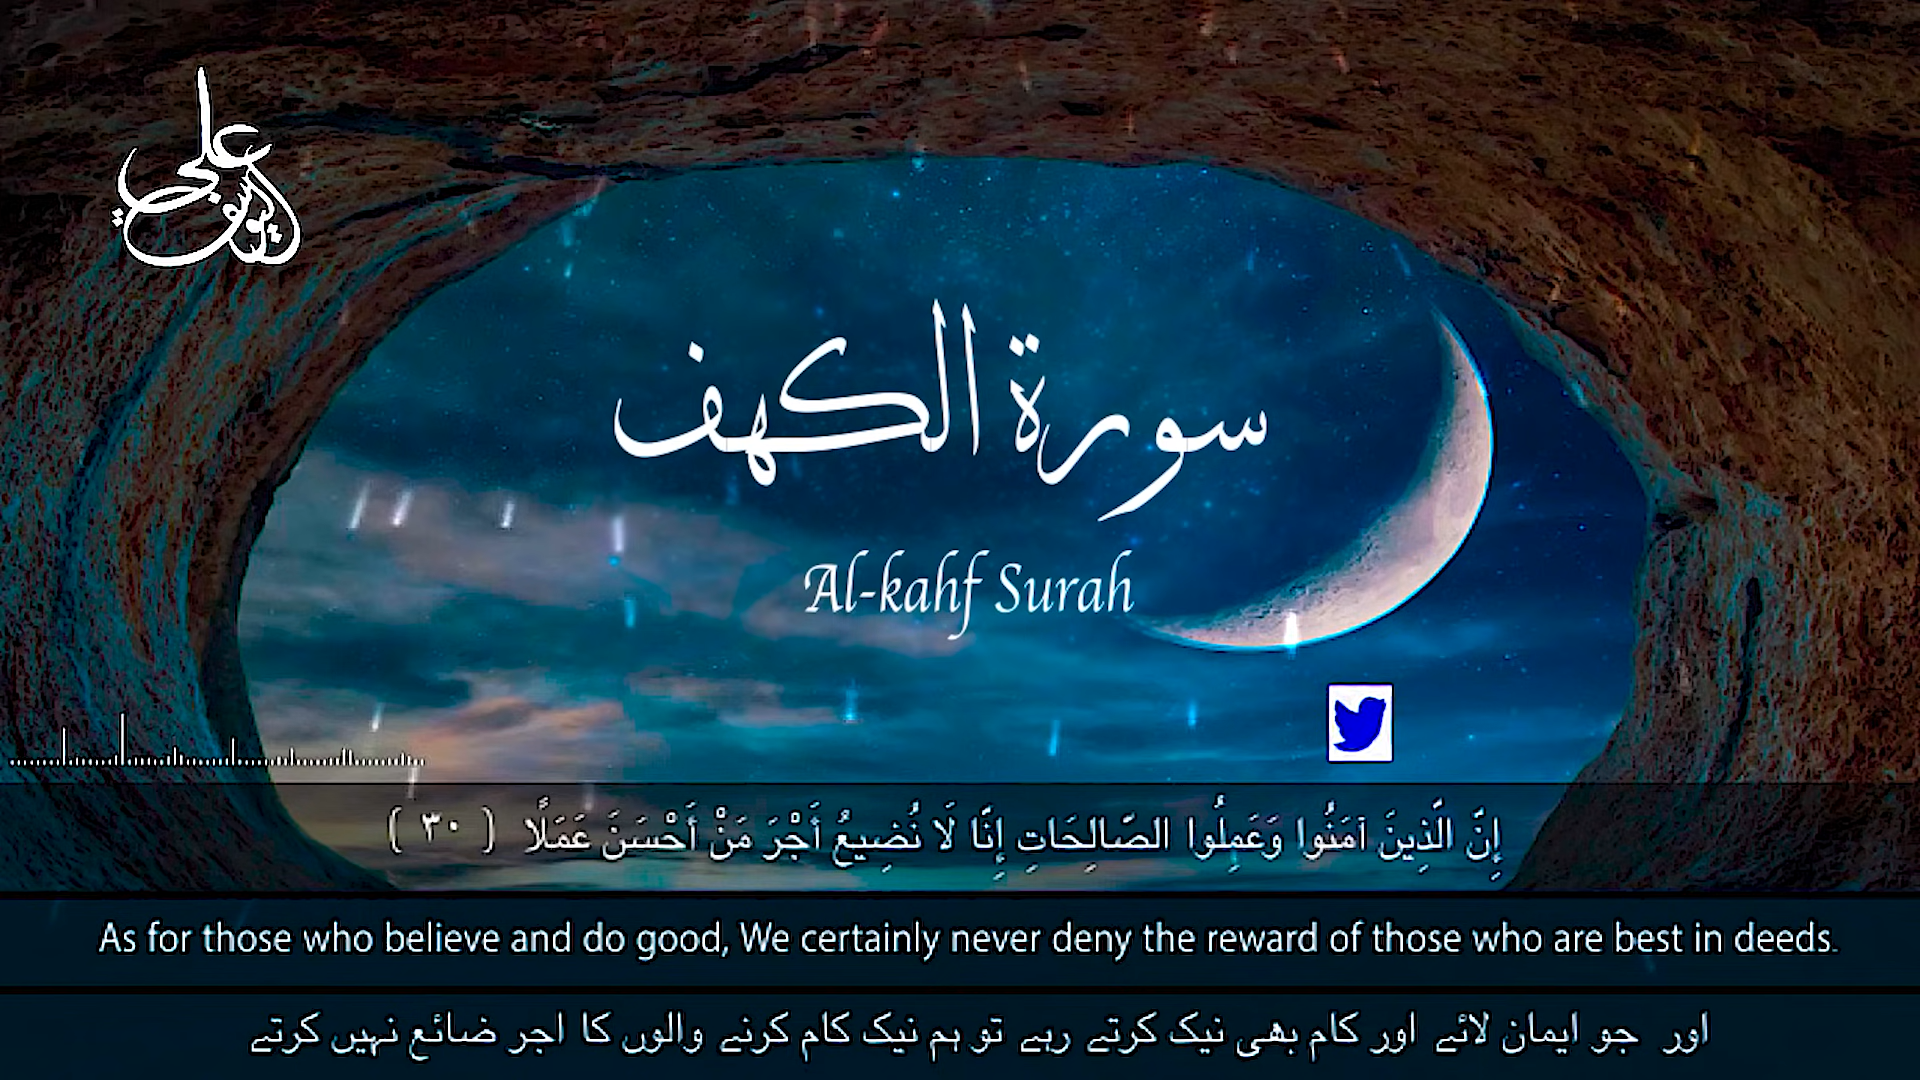 علي اليوسف
سورة الكهف
Al-kahf Surah
إِنَّ الَّذِينَ آمَنُوا وَعَمِلُوا الصَّالِحَاتِ إِنَّا لَا نُضِيعُ أَجْرَ مَنْ أَحْسَنَ عَمَلًا ( ٣٠ )
As for those who believe and do good, We certainly never deny the reward of those who are best in deeds.
اور جو ایمان لائے اور کام بھی نیک کرتے رہے تو ہم نیک کام کرنے والوں کا اجر ضائع نہیں کرتے